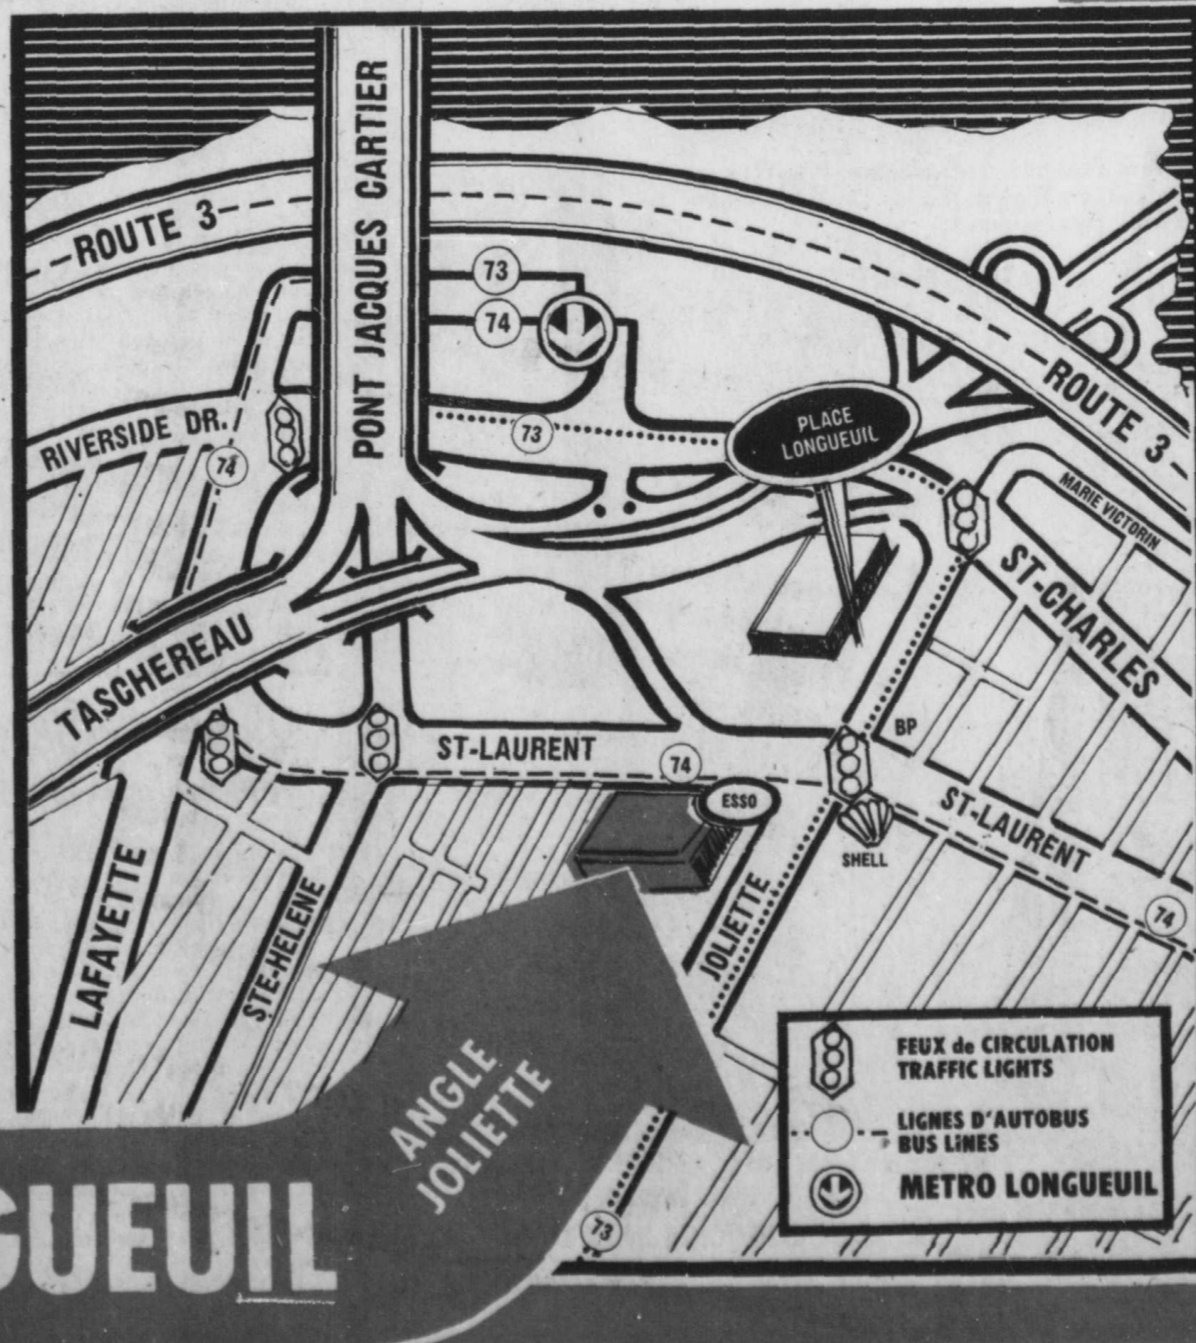 PONT JACQUES CARTIER
ROUTE 3
73
74
ROUTE 3
RIVERSIDE DR.
74
73
PLACE
LONGUEUIL
MARIE VICTORIN
ST-CHARLES
TASCHEREAU
ST-LAURENT
74
BP
ESSO
SHELL
ST-LAURENT
74
LAFAYETTE
STE-HELENE
JOLIETTE
ANGLE
JOLIETTE
FEUX de CIRCULATION
TRAFFIC LIGHTS
LIGNES D'AUTOBUS
BUS LINES
METRO LONGUEUIL
73
GUEUIL